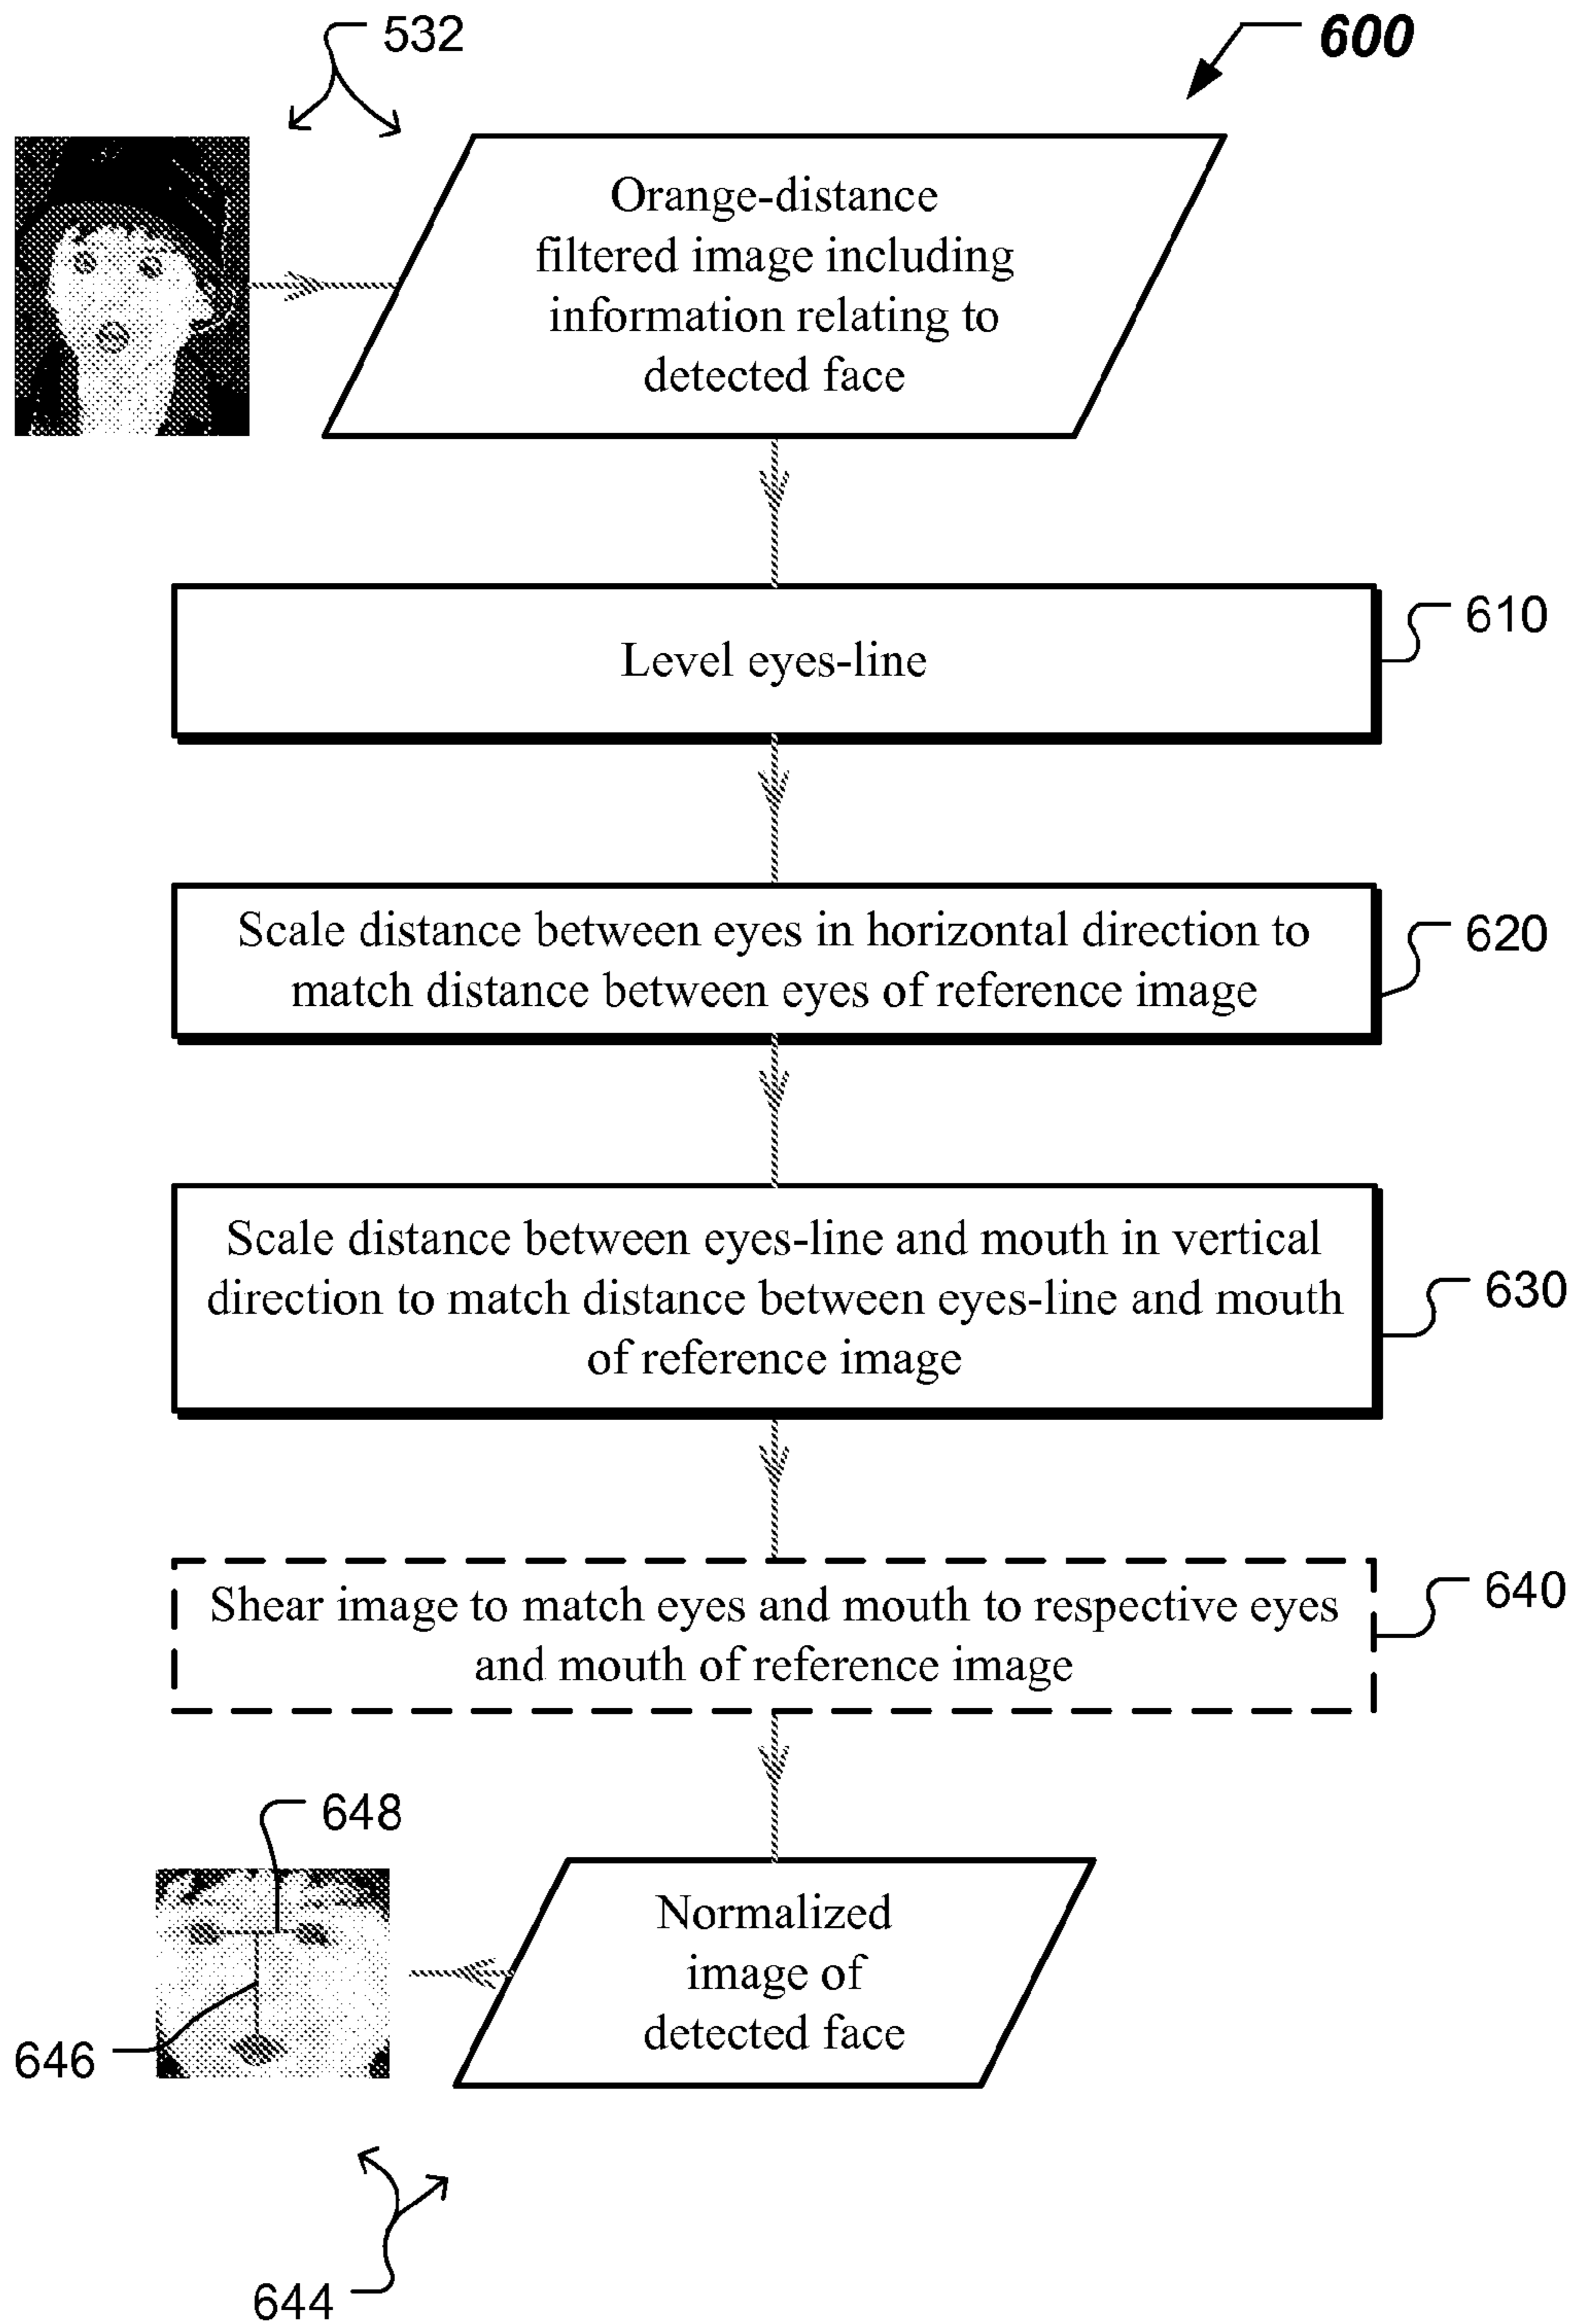 532
600
Orange-distance
filtered image including
information relating to
detected face
610
Level eyes-line
620
Scale distance between eyes in horizontal direction to
match distance between eyes of reference image
630
Scale distance between eyes-line and mouth in vertical
direction to match distance between eyes-line and mouth
of reference image
640
Shear image to match eyes and mouth to respective eyes
and mouth of reference image
648
Normalized
image of
detected face
646
644